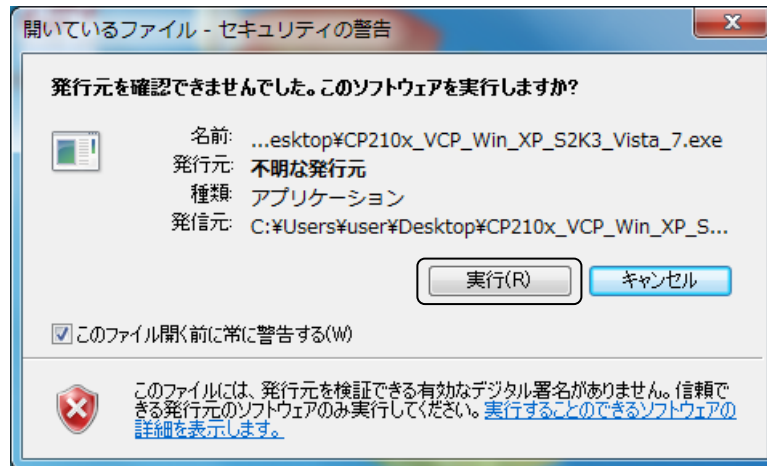 開いているファイル - セキュリティの警告
発行元を確認できませんでした。このソフトウェアを実行しますか?
名前: ...esktop¥CP210x_VCP_Win_XP_S2K3_Vista_7.exe
発行元: 不明な発行元
種類: アプリケーション
発信元: C:¥Users¥user¥Desktop¥CP210x_VCP_Win_XP_S...
実行(R) キャンセル
このファイル開く前に常に警告する(W)
このファイルには、発行元を検証できる有効なデジタル署名がありません。信頼で
きる発行元のソフトウェアのみ実行してください。実行することのできるソフトウェアの
詳細を表示します。